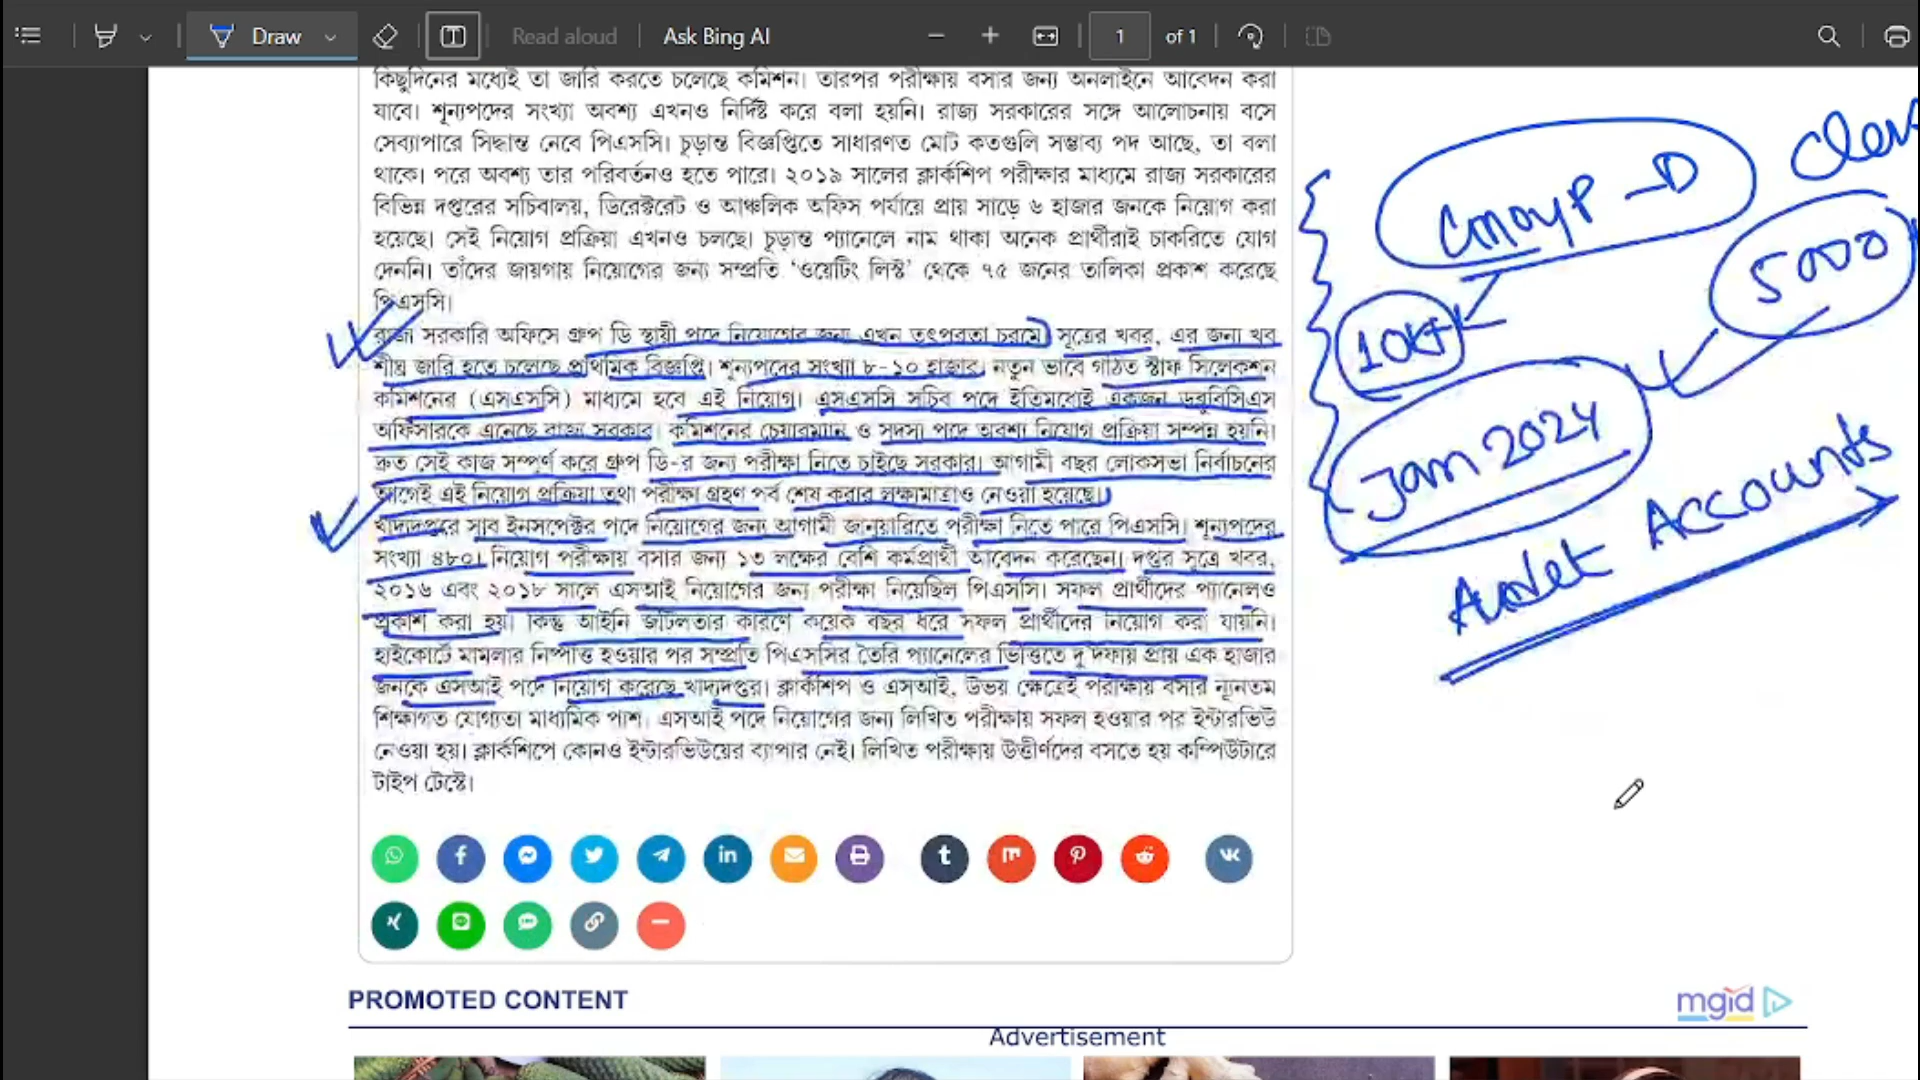 Draw
Read aloud
Ask Bing AI
1
of 1
কিছুদিনের মধ্যেই তা জারি করতে চলেছে কমিশন। তারপর পরীক্ষায় বসার জন্য অনলাইনে আবেদন করা
যাবে। শূন্যপদের সংখ্যা অবশ্য এখনও নির্দিষ্ট করে বলা হয়নি। রাজ্য সরকারের সঙ্গে আলোচনায় বসে
সেব্যাপারে সিদ্ধান্ত নেবে পিএসসি। চূড়ান্ত বিজ্ঞপ্তিতে সাধারণত মোট কতগুলি সম্ভাব্য পদ আছে, তা বলা
থাকে। পরে অবশ্য তার পরিবর্তনও হতে পারে। ২০১৯ সালের ক্লার্কশিপ পরীক্ষার মাধ্যমে রাজ্য সরকারের
বিভিন্ন দপ্তরের সচিবালয়, ডিরেক্টরেট ও আঞ্চলিক অফিস পর্যায়ে প্রায় সাড়ে ৬ হাজার জনকে নিয়োগ করা
হয়েছে। সেই নিয়োগ প্রক্রিয়া এখনও চলছে। চূড়ান্ত প্যানেলে নাম থাকা অনেক প্রার্থীরাই চাকরিতে যোগ
দেননি। তাঁদের জায়গায় নিয়োগের জন্য সম্প্রতি ‘ওয়েটিং লিস্ট’ থেকে ৭৫ জনের তালিকা প্রকাশ করেছে
পিএসসি।
রাজ্য সরকারি অফিসে গ্রুপ ডি স্থায়ী পদে নিয়োগের জন্য এখন তৎপরতা চরমে। সূত্রের খবর, এর জন্য খুব
শীঘ্র জারি হতে চলেছে প্রথিমিক বিজ্ঞপ্তি। শূন্যপদের সংখ্যা ৮-১০ হাজার। নতুন ভাবে গঠিত স্টাফ সিলেকশন
কমিশনের (এসএসসি) মাধ্যমে হবে এই নিয়োগ। এসএসসি সচিব পদে ইতিমধ্যেই একজন ডব্লুবিসিএস
অফিসারকে এনেছে রাজ্য সরকার। কমিশনের চেয়ারম্যান ও সদস্য পদে অবশ্য নিয়োগ প্রক্রিয়া সম্পন্ন হয়নি।
দ্রুত সেই কাজ সম্পূর্ণ করে গ্রুপ ডি-র জন্য পরীক্ষা নিতে চাইছে সরকার। আগামী বছর লোকসভা নির্বাচনের
আগেই এই নিয়োগ প্রক্রিয়া তথা পরীক্ষা গ্রহণ পর্ব শেষ করার লক্ষ্যমাত্রাও নেওয়া হয়েছে।
খাদ্যদপ্তরে সাব ইনসপেক্টর পদে নিয়োগের জন্য আগামী জানুয়ারিতে পরীক্ষা নিতে পারে পিএসসি। শূন্যপদের
সংখ্যা ৪৮০। নিয়োগ পরীক্ষায় বসার জন্য ১৩ লক্ষের বেশি কর্মপ্রার্থী আবেদন করেছেন। দপ্তর সূত্রে খবর,
২০১৬ এবং ২০১৮ সালে এসআই নিয়োগের জন্য পরীক্ষা নিয়েছিল পিএসসি। সফল প্রার্থীদের প্যানেলও
প্রকাশ করা হয়। কিন্তু আইনি জটিলতার কারণে কয়েক বছর ধরে সফল প্রার্থীদের নিয়োগ করা যায়নি।
হাইকোর্টে মামলার নিষ্পত্তি হওয়ার পর সম্প্রতি পিএসসির তৈরি প্যানেলের ভিত্তিতে দু’দফায় প্রায় এক হাজার
জনকে এসআই পদে নিয়োগ করেছে খাদ্যদপ্তর। ক্লার্কশিপ ও এসআই, উভয় ক্ষেত্রেই পরীক্ষায় বসার ন্যূনতম
শিক্ষাগত যোগ্যতা মাধ্যমিক পাশ। এসআই পদে নিয়োগের জন্য লিখিত পরীক্ষায় সফল হওয়ার পর ইন্টারভিউ
নেওয়া হয়। ক্লার্কশিপে কোনও ইন্টারভিউয়ের ব্যাপার নেই। লিখিত পরীক্ষায় উত্তীর্ণদের বসতে হয় কম্পিউটারে
টাইপ টেস্টে।
5000
Jan 2024
Accounts
PROMOTED CONTENT
mgid
Advertisement